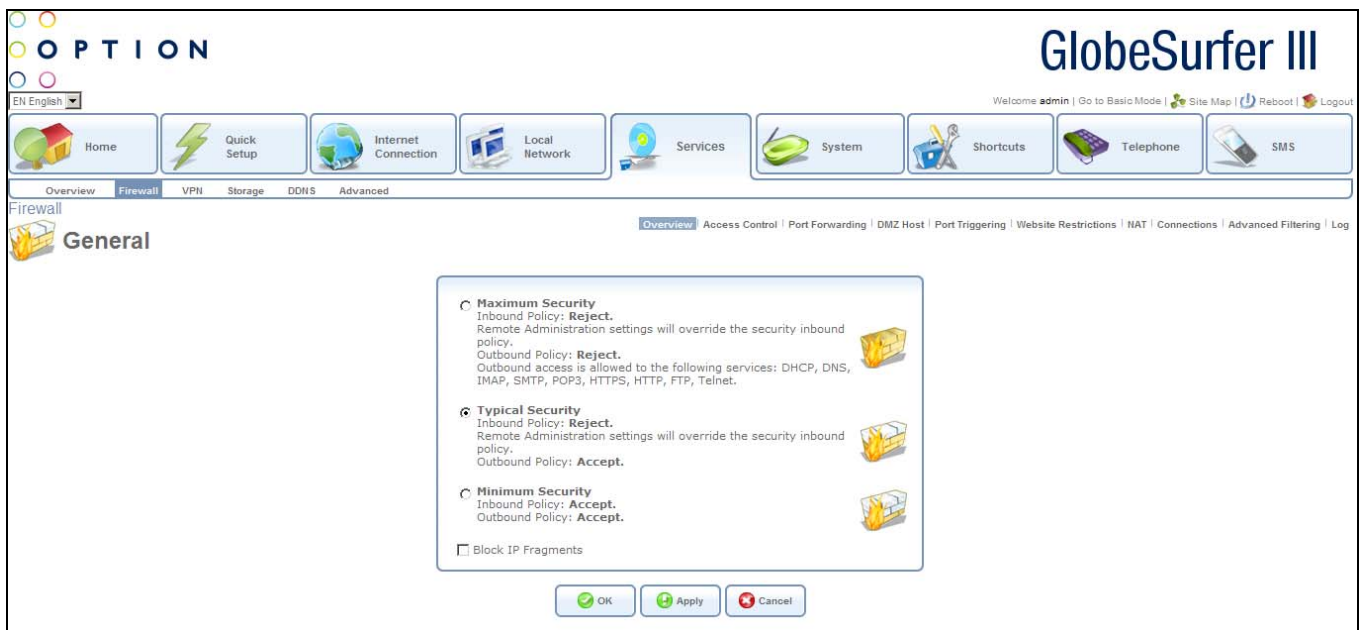 OPTION
GlobeSurfer III
EN English
Welcome admin | Go to Basic Mode | Site Map | Reboot | Logout
Home
Quick Setup
Internet Connection
Local Network
Services
System
Shortcuts
Telephone
SMS
Overview Firewall VPN Storage DDNS Advanced
Firewall
General
Overview | Access Control | Port Forwarding | DMZ Host | Port Triggering | Website Restrictions | NAT | Connections | Advanced Filtering | Log
Maximum Security
Inbound Policy: Reject.
Remote Administration settings will override the security inbound
policy.
Outbound Policy: Reject.
Outbound access is allowed to the following services: DHCP, DNS,
IMAP, SMTP, POP3, HTTPS, HTTP, FTP, Telnet.
Typical Security
Inbound Policy: Reject.
Remote Administration settings will override the security inbound
policy.
Outbound Policy: Accept.
Minimum Security
Inbound Policy: Accept.
Outbound Policy: Accept.
Block IP Fragments
OK
Apply
Cancel